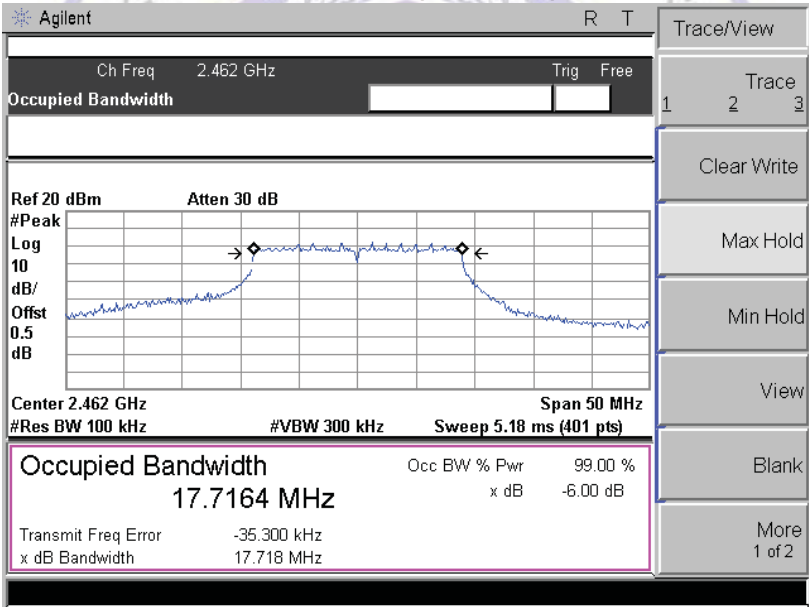 Agilent
R T
Trace/View
Ch Freq 2.462 GHz
Trig Free
Occupied Bandwidth
Trace
1 2 3
Clear Write
Max Hold
Min Hold
View
Blank
More
1 of 2
Ref 20 dBm
Atten 30 dB
#Peak
Log
10
dB/
Offst
0.5
dB
Center 2.462 GHz
Span 50 MHz
#Res BW 100 kHz
#VBW 300 kHz
Sweep 5.18 ms (401 pts)
Occupied Bandwidth
17.7164 MHz
Occ BW % Pwr 99.00 %
x dB -6.00 dB
Transmit Freq Error -35.300 kHz
x dB Bandwidth 17.718 MHz